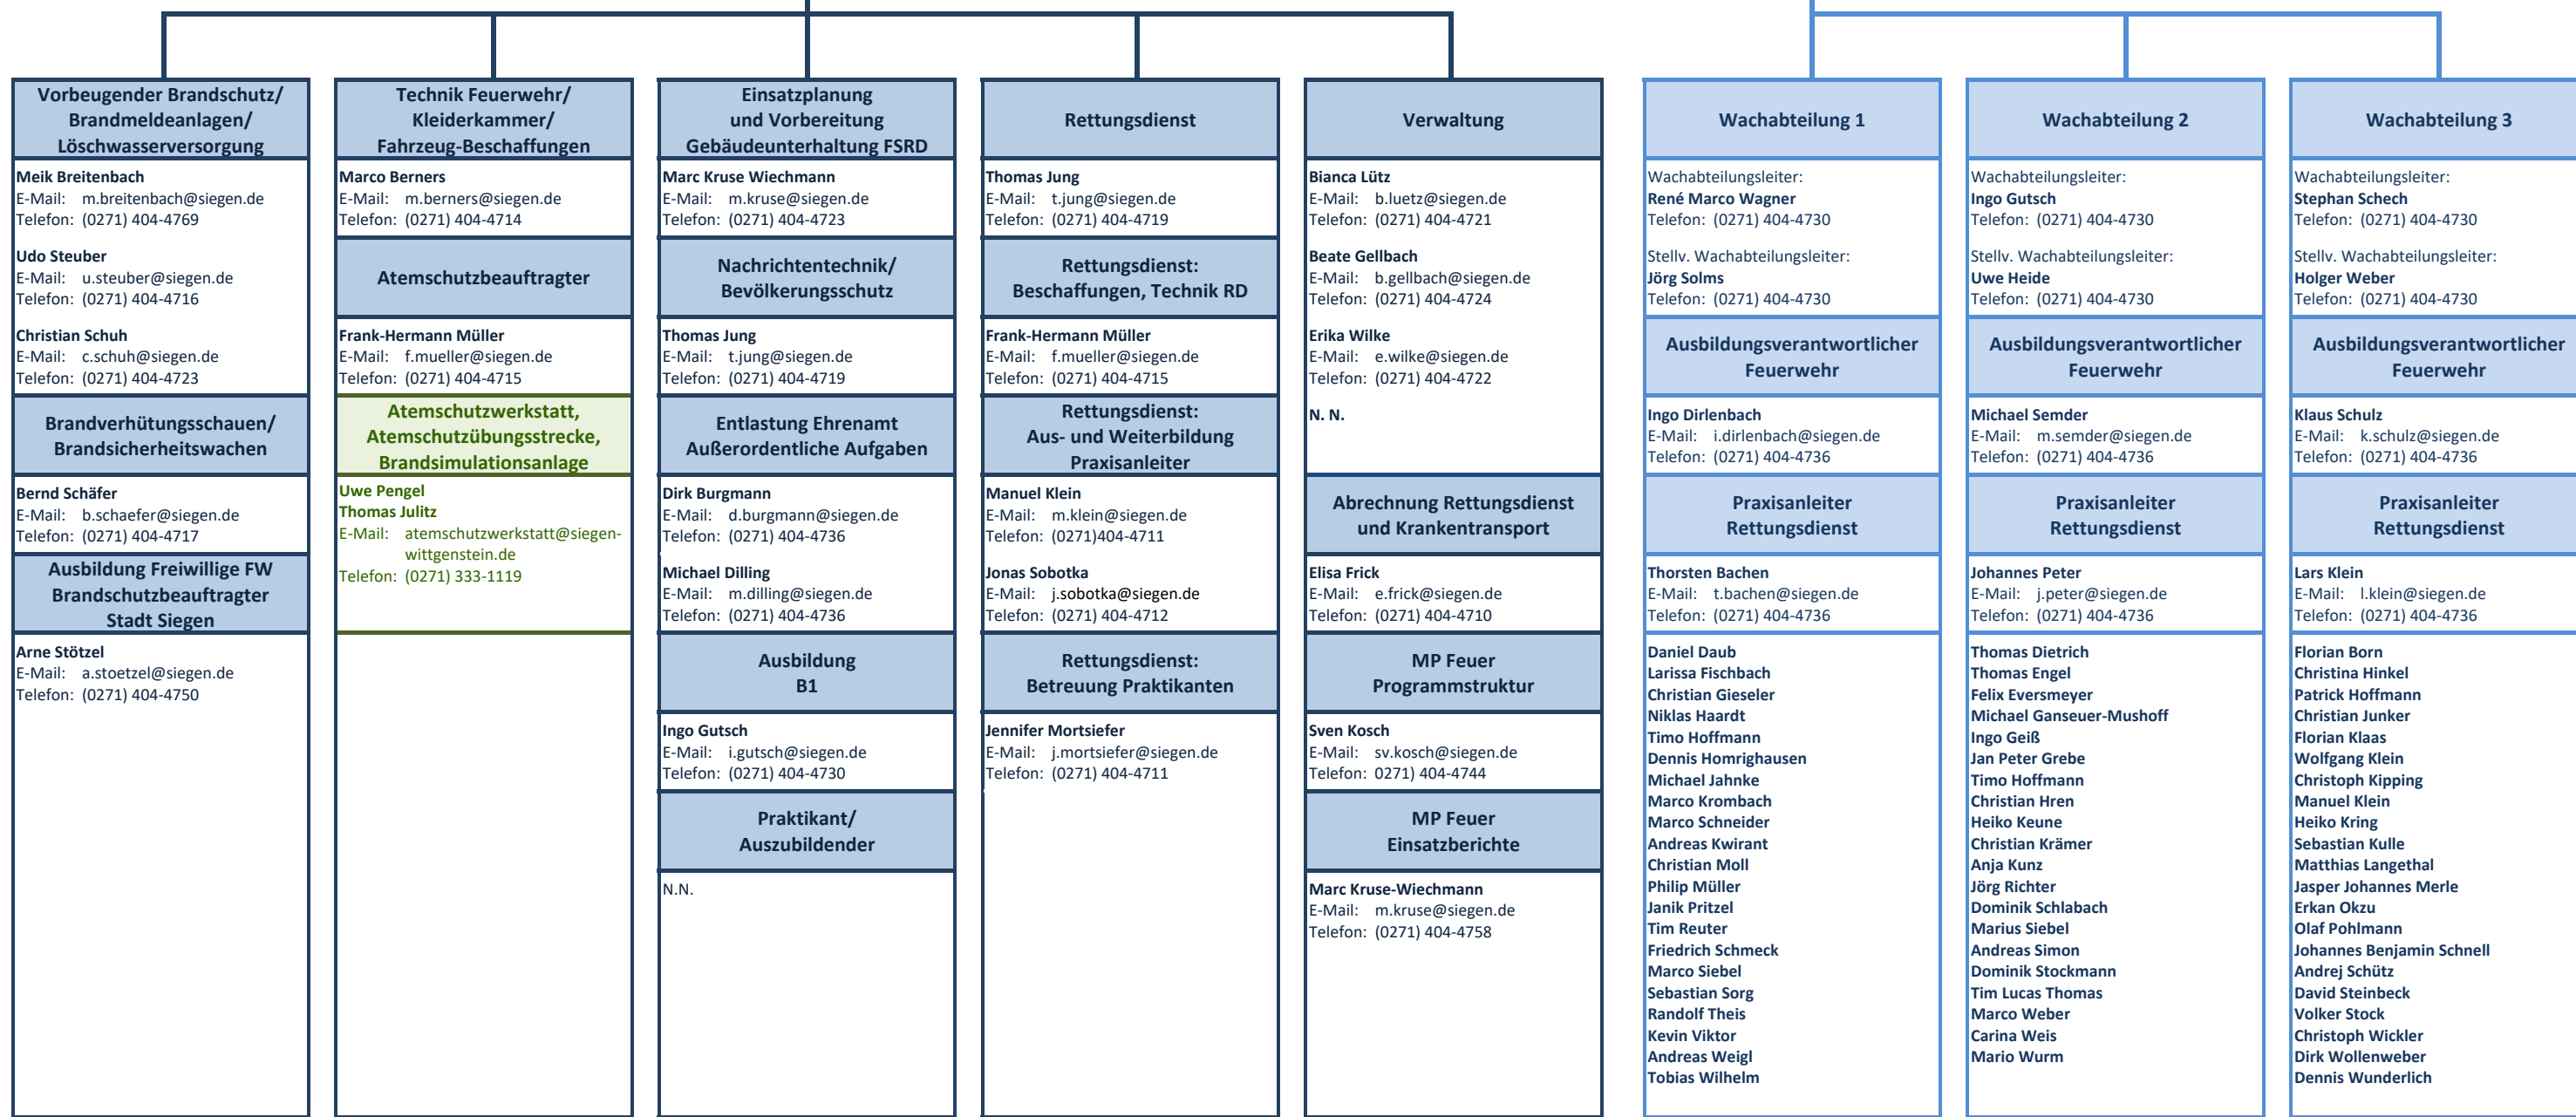 Vorbeugender Brandschutz/
Brandmeldeanlagen/
Löschwasserversorgung
Meik Breitenbach
E-Mail: m.breitenbach@siegen.de
Telefon: (0271) 404-4769
Udo Steuber
E-Mail: u.steuber@siegen.de
Telefon: (0271) 404-4716
Christian Schuh
E-Mail: c.schuh@siegen.de
Telefon: (0271) 404-4723
Brandverhütungsschauen/
Brandsicherheitswachen
Bernd Schäfer
E-Mail: b.schaefer@siegen.de
Telefon: (0271) 404-4717
Ausbildung Freiwillige FW
Brandschutzbeauftragter
Stadt Siegen
Arne Stötzel
E-Mail: a.stoetzel@siegen.de
Telefon: (0271) 404-4750
Technik Feuerwehr/
Kleiderkammer/
Fahrzeug-Beschaffungen
Marco Berners
E-Mail: m.berners@siegen.de
Telefon: (0271) 404-4714
Atemschutzbeauftragter
Frank-Hermann Müller
E-Mail: f.mueller@siegen.de
Telefon: (0271) 404-4715
Atemschutzwerkstatt,
Atemschutzübungsstrecke,
Brandsimulationsanlage
Uwe Pengel
Thomas Julitz
E-Mail: atemschutzwerkstatt@siegen-
wittgenstein.de
Telefon: (0271) 333-1119
Einsatzplanung
und Vorbereitung
Gebäudeunterhaltung FSRD
Marc Kruse Wiechmann
E-Mail: m.kruse@siegen.de
Telefon: (0271) 404-4723
Nachrichtentechnik/
Bevölkerungsschutz
Thomas Jung
E-Mail: t.jung@siegen.de
Telefon: (0271) 404-4719
Entlastung Ehrenamt
Außerordentliche Aufgaben
Dirk Burgmann
E-Mail: d.burgmann@siegen.de
Telefon: (0271) 404-4736
Michael Dilling
E-Mail: m.dilling@siegen.de
Telefon: (0271) 404-4736
Ausbildung
B1
Ingo Gutsch
E-Mail: i.gutsch@siegen.de
Telefon: (0271) 404-4730
Praktikant/
Auszubildender
N.N.
Rettungsdienst
Thomas Jung
E-Mail: t.jung@siegen.de
Telefon: (0271) 404-4719
Rettungsdienst:
Beschaffungen, Technik RD
Frank-Hermann Müller
E-Mail: f.mueller@siegen.de
Telefon: (0271) 404-4715
Rettungsdienst:
Aus- und Weiterbildung
Praxisanleiter
Manuel Klein
E-Mail: m.klein@siegen.de
Telefon: (0271)404-4711
Jonas Sobotka
E-Mail: j.sobotka@siegen.de
Telefon: (0271) 404-4712
Rettungsdienst:
Betreuung Praktikanten
Jennifer Mortsiefer
E-Mail: j.mortsiefer@siegen.de
Telefon: (0271) 404-4711
Verwaltung
Bianca Lütz
E-Mail: b.luetz@siegen.de
Telefon: (0271) 404-4721
Beate Gellbach
E-Mail: b.gellbach@siegen.de
Telefon: (0271) 404-4724
Erika Wilke
E-Mail: e.wilke@siegen.de
Telefon: (0271) 404-4722
N. N.
Abrechnung Rettungsdienst
und Krankentransport
Elisa Frick
E-Mail: e.frick@siegen.de
Telefon: (0271) 404-4710
MP Feuer
Programmstruktur
Sven Kosch
E-Mail: sv.kosch@siegen.de
Telefon: 0271) 404-4744
MP Feuer
Einsatzberichte
Marc Kruse-Wiechmann
E-Mail: m.kruse@siegen.de
Telefon: (0271) 404-4758
Wachabteilung 1
Wachabteilungsleiter:
René Marco Wagner
Telefon: (0271) 404-4730
Stellv. Wachabteilungsleiter:
Jörg Solms
Telefon: (0271) 404-4730
Ausbildungsverantwortlicher
Feuerwehr
Ingo Dirlenbach
E-Mail: i.dirlenbach@siegen.de
Telefon: (0271) 404-4736
Praxisanleiter
Rettungsdienst
Thorsten Bachen
E-Mail: t.bachen@siegen.de
Telefon: (0271) 404-4736
Daniel Daub
Larissa Fischbach
Christian Gieseler
Niklas Haardt
Timo Hoffmann
Dennis Homrighausen
Michael Jahnke
Marco Krombach
Marco Schneider
Andreas Kwirant
Christian Moll
Philip Müller
Janik Pritzel
Tim Reuter
Friedrich Schmeck
Marco Siebel
Sebastian Sorg
Randolf Theis
Kevin Viktor
Andreas Weigl
Tobias Wilhelm
Wachabteilung 2
Wachabteilungsleiter:
Ingo Gutsch
Telefon: (0271) 404-4730
Stellv. Wachabteilungsleiter:
Uwe Heide
Telefon: (0271) 404-4730
Ausbildungsverantwortlicher
Feuerwehr
Michael Semder
E-Mail: m.semder@siegen.de
Telefon: (0271) 404-4736
Praxisanleiter
Rettungsdienst
Johannes Peter
E-Mail: j.peter@siegen.de
Telefon: (0271) 404-4736
Thomas Dietrich
Thomas Engel
Felix Eversmeyer
Michael Ganseuer-Mushoff
Ingo Geiß
Jan Peter Grebe
Timo Hoffmann
Christian Hren
Heiko Keune
Christian Krämer
Anja Kunz
Jörg Richter
Dominik Schlabach
Marius Siebel
Andreas Simon
Dominik Stockmann
Tim Lucas Thomas
Marco Weber
Carina Weis
Mario Wurm
Wachabteilung 3
Wachabteilungsleiter:
Stephan Schech
Telefon: (0271) 404-4730
Stellv. Wachabteilungsleiter:
Holger Weber
Telefon: (0271) 404-4730
Ausbildungsverantwortlicher
Feuerwehr
Klaus Schulz
E-Mail: k.schulz@siegen.de
Telefon: (0271) 404-4736
Praxisanleiter
Rettungsdienst
Lars Klein
E-Mail: l.klein@siegen.de
Telefon: (0271) 404-4736
Florian Born
Christina Hinkel
Patrick Hoffmann
Christian Junker
Florian Klaas
Wolfgang Klein
Christoph Kipping
Manuel Klein
Heiko Kring
Sebastian Kulle
Matthias Langethal
Jasper Johannes Merle
Erkan Okzu
Olaf Pohlmann
Johannes Benjamin Schnell
Andrej Schütz
David Steinbeck
Volker Stock
Christoph Wickler
Dirk Wollenweber
Dennis Wunderlich